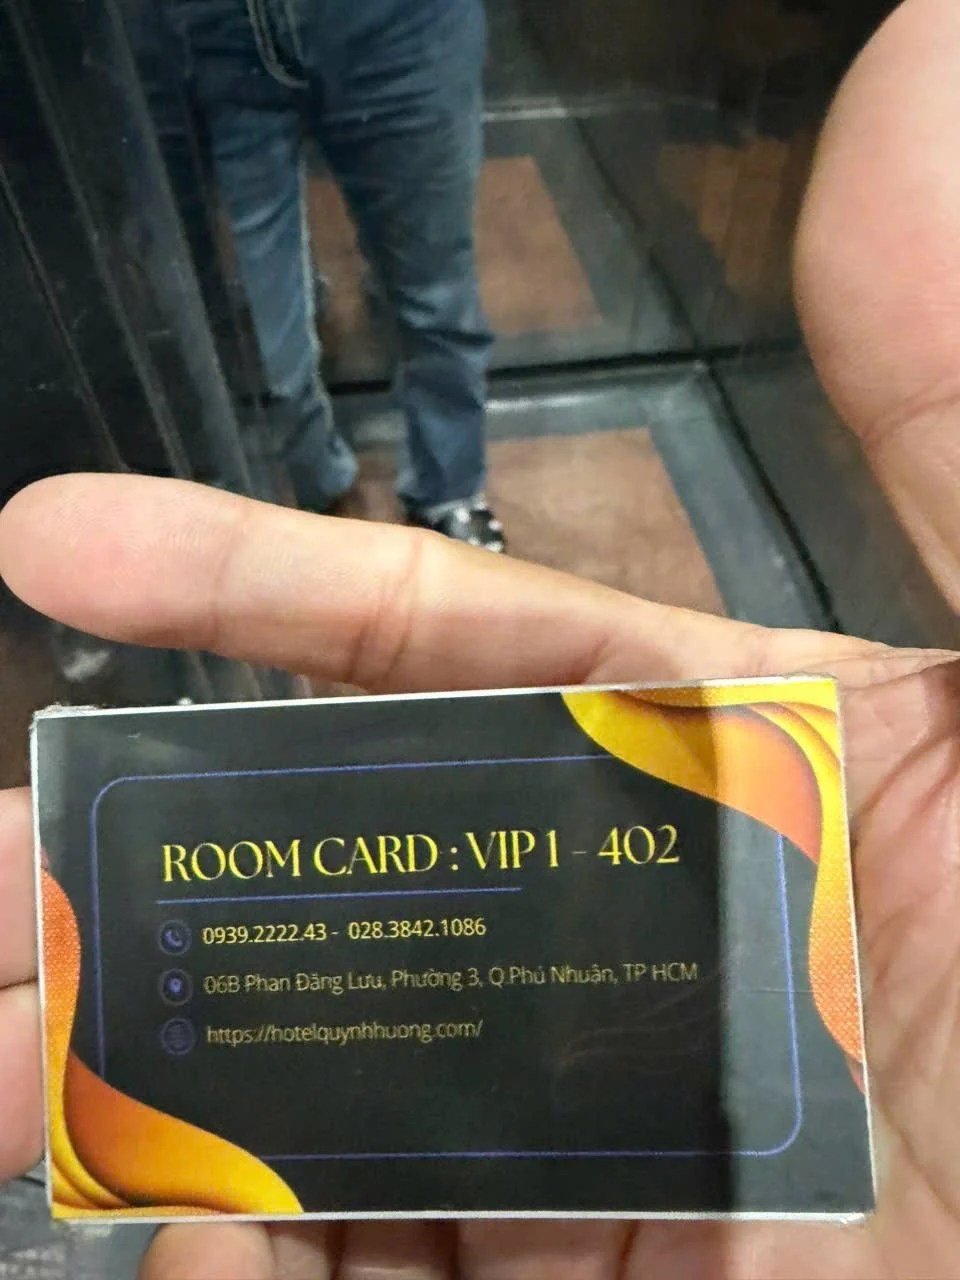 ROOM CARD : VIP 1 - 402
0939.2222.43 - 028.3842.1086
06B Phan Đăng Lưu, Phường 3, Q.Phú Nhuận, TP HCM
https://hotelquynhhuong.com/